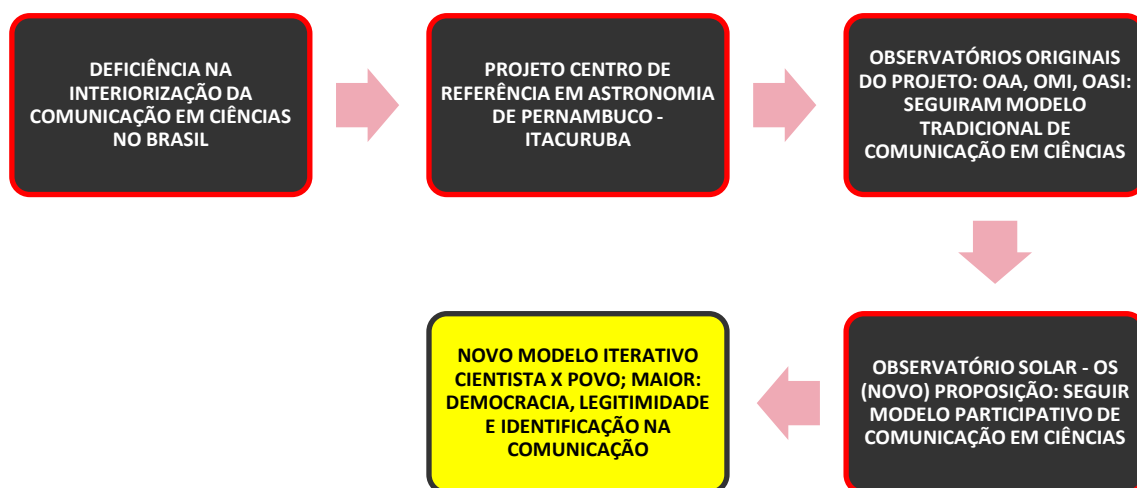 DEFICIÊNCIA NA
INTERIORIZAÇÃO DA
COMUNICAÇÃO EM CIÊNCIAS
NO BRASIL
PROJETO CENTRO DE
REFERÊNCIA EM ASTRONOMIA
DE PERNAMBUCO -
ITACURUBA
OBSERVATÓRIOS ORIGINAIS
DO PROJETO: OAA, OMI, OASI:
SEGUIRAM MODELO
TRADICIONAL DE
COMUNICAÇÃO EM CIÊNCIAS
OBSERVATÓRIO SOLAR - OS
(NOVO) PROPOSIÇÃO: SEGUIR
MODELO PARTICIPATIVO DE
COMUNICAÇÃO EM CIÊNCIAS
NOVO MODELO ITERATIVO
CIENTISTA X POVO; MAIOR:
DEMOCRACIA, LEGITIMIDADE
E IDENTIFICAÇÃO NA
COMUNICAÇÃO